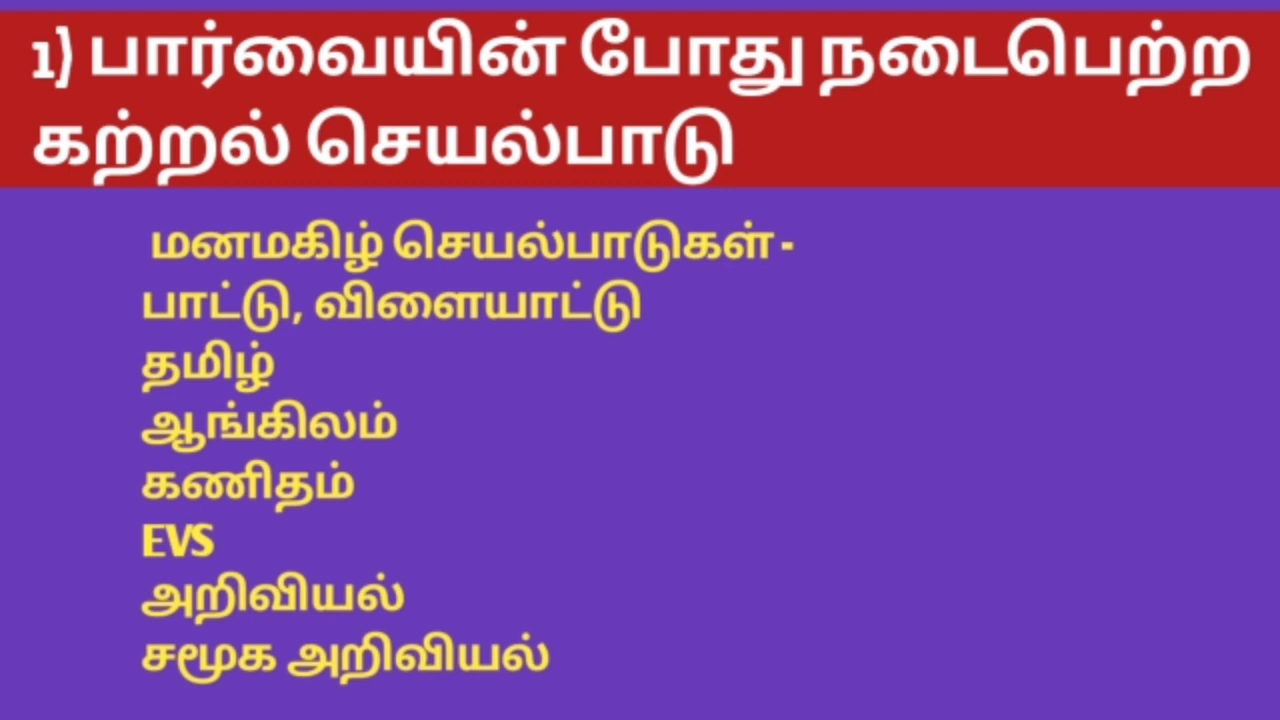 1) பார்வையின் போது நடைபெற்ற
கற்றல் செயல்பாடு
மனமகிழ் செயல்பாடுகள் -
பாட்டு, விளையாட்டு
தமிழ்
ஆங்கிலம்
கணிதம்
EVS
அறிவியல்
சமூக அறிவியல்